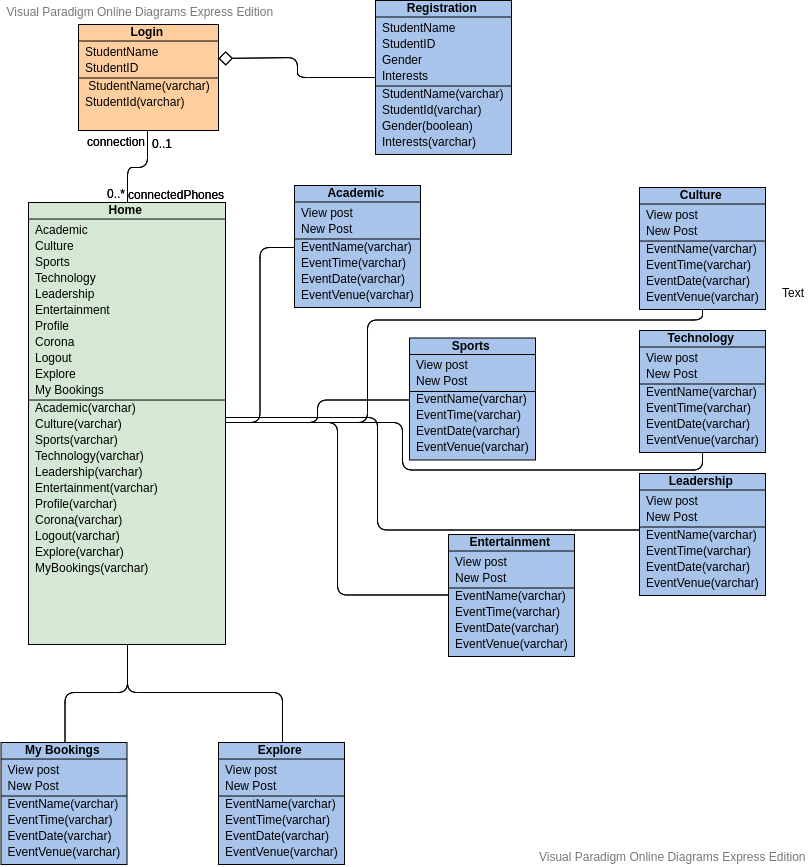 Visual Paradigm Online Diagrams Express Edition
Login
StudentName
StudentID
StudentName(varchar)
StudentId(varchar)
Registration
StudentName
StudentID
Gender
Interests
StudentName(varchar)
StudentId(varchar)
Gender(boolean)
Interests(varchar)
connection
0..1
0..*
connectedPhones
Home
Academic
Culture
Sports
Technology
Leadership
Entertainment
Profile
Corona
Logout
Explore
My Bookings
Academic(varchar)
Culture(varchar)
Sports(varchar)
Technology(varchar)
Leadership(varchar)
Entertainment(varchar)
Profile(varchar)
Corona(varchar)
Logout(varchar)
Explore(varchar)
MyBookings(varchar)
Academic
View post
New Post
EventName(varchar)
EventTime(varchar)
EventDate(varchar)
EventVenue(varchar)
Culture
View post
New Post
EventName(varchar)
EventTime(varchar)
EventDate(varchar)
EventVenue(varchar)
Text
Sports
View post
New Post
EventName(varchar)
EventTime(varchar)
EventDate(varchar)
EventVenue(varchar)
Technology
View post
New Post
EventName(varchar)
EventTime(varchar)
EventDate(varchar)
EventVenue(varchar)
Leadership
View post
New Post
EventName(varchar)
EventTime(varchar)
EventDate(varchar)
EventVenue(varchar)
Entertainment
View post
New Post
EventName(varchar)
EventTime(varchar)
EventDate(varchar)
EventVenue(varchar)
My Bookings
View post
New Post
EventName(varchar)
EventTime(varchar)
EventDate(varchar)
EventVenue(varchar)
Explore
View post
New Post
EventName(varchar)
EventTime(varchar)
EventDate(varchar)
EventVenue(varchar)
Visual Paradigm Online Diagrams Express Edition